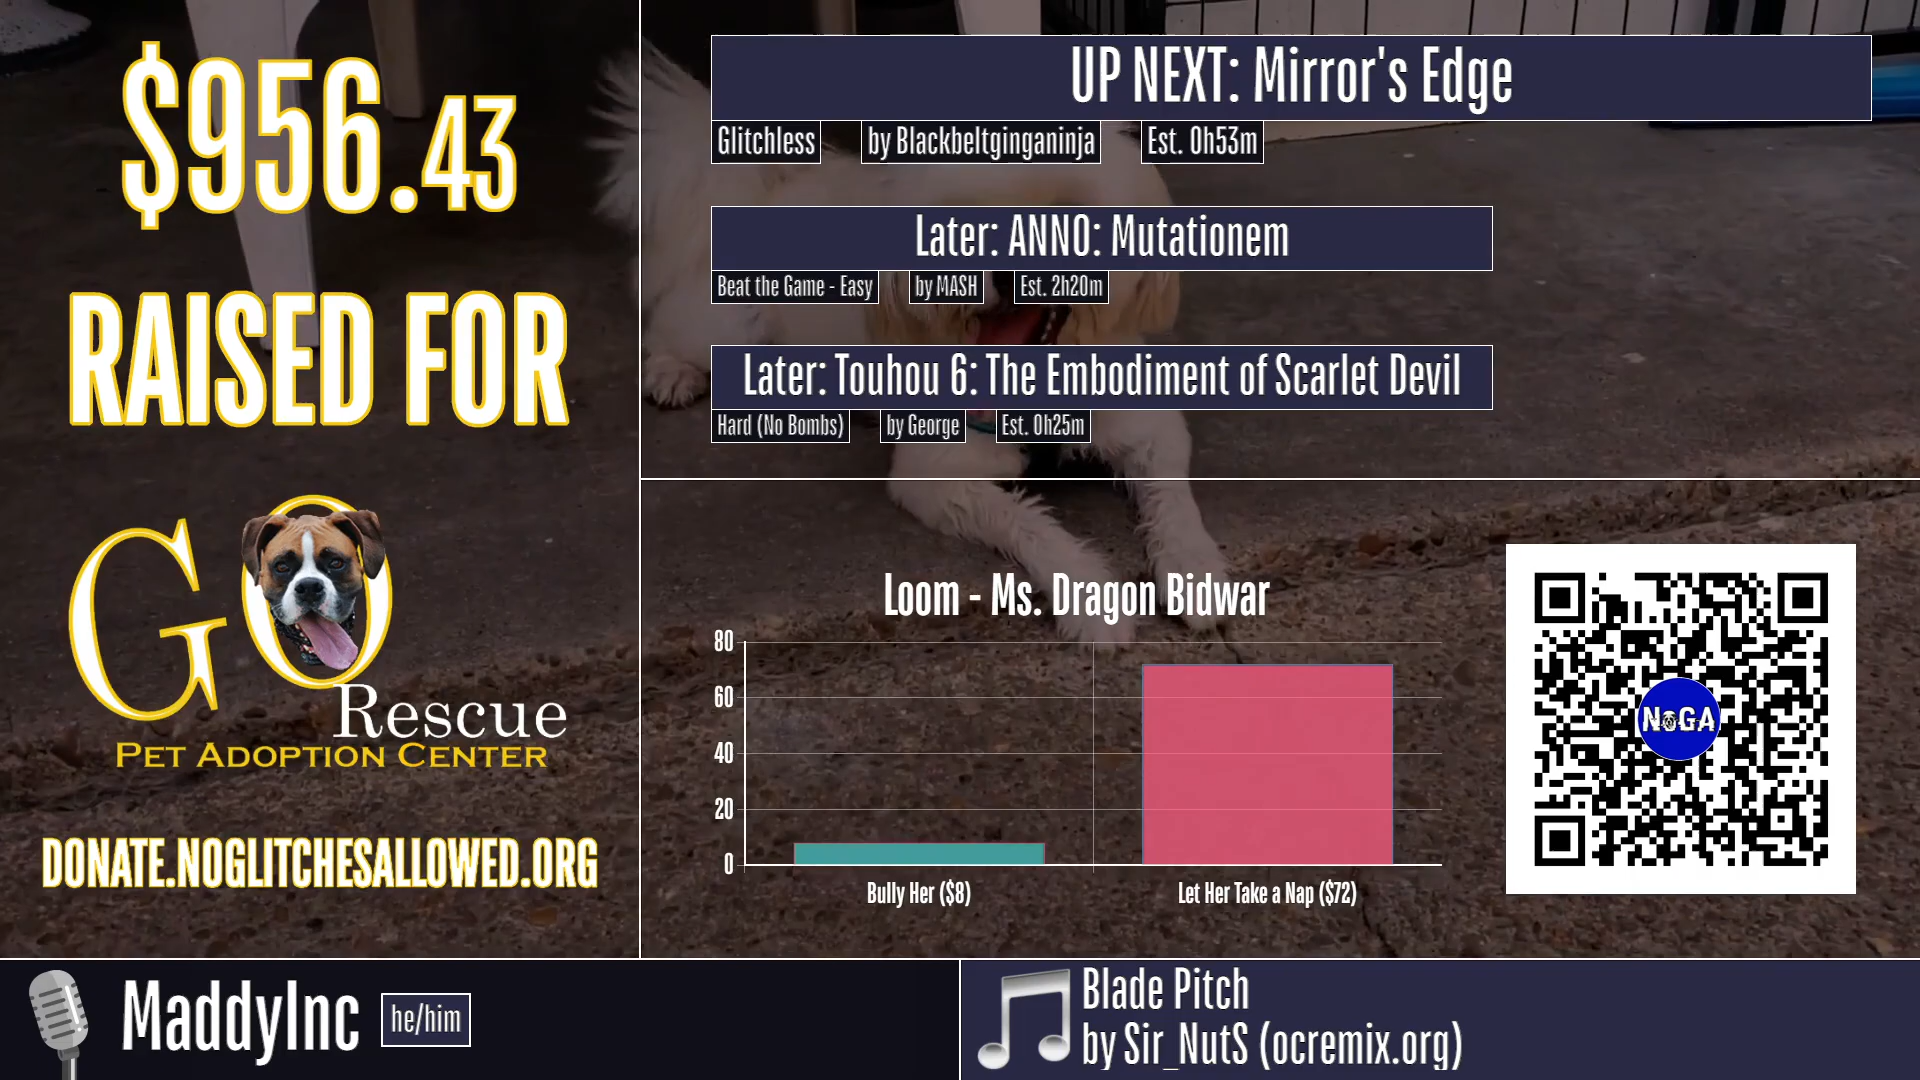 $956.43
RAISED FOR
GO
Rescue
PET ADOPTION CENTER
DONATE.NOGLITCHESALLOWED.ORG
UP NEXT: Mirror's Edge
Glitchless by Blackbeltginganinja Est. 0h53m
Later: ANNO: Mutationem
Beat the Game - Easy by MASH Est. 2h20m
Later: Touhou 6: The Embodiment of Scarlet Devil
Hard (No Bombs) by George Est. 0h25m
Loom - Ms. Dragon Bidwar
80
60
40
20
0
Bully Her ($8) Let Her Take a Nap ($72)
NoGA
MaddyInc he/him
Blade Pitch
by Sir_NutS (ocremix.org)